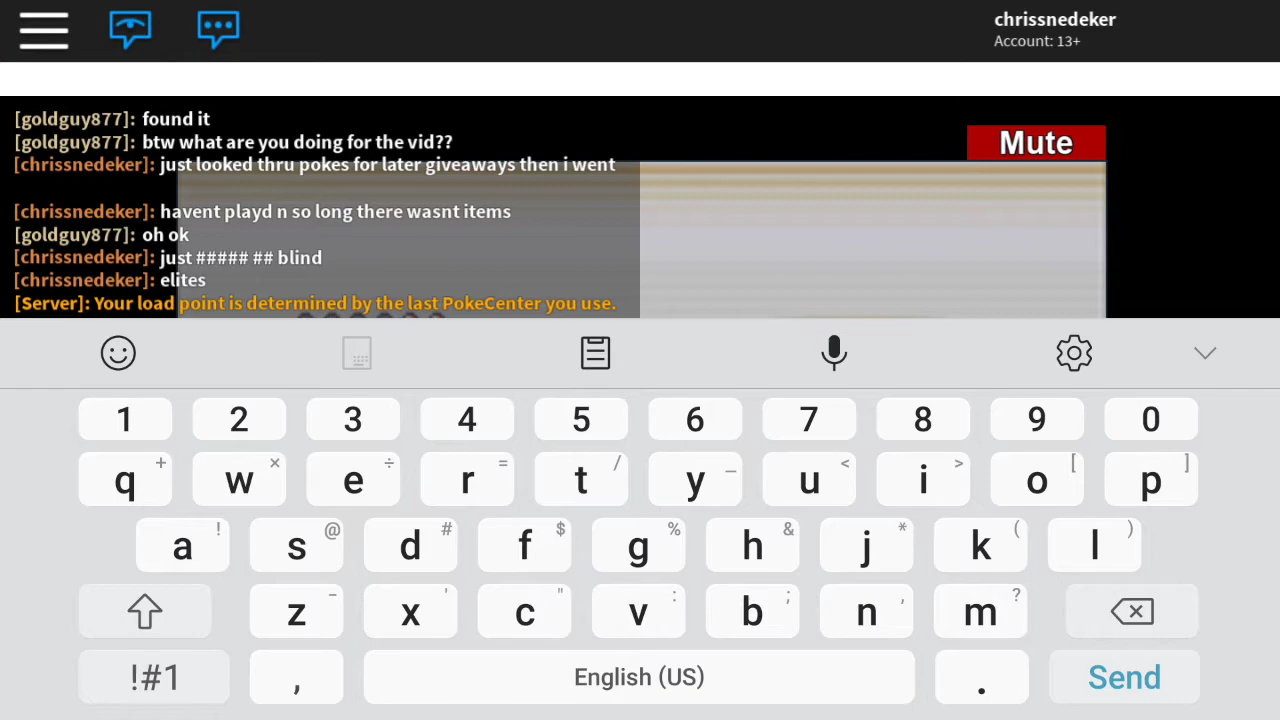 chrissnedeker
Account: 13+
[goldguy877]: found it
[goldguy877]: btw what are you doing for the vid??
Mute
[chrissnedeker]: just looked thru pokes for later giveaways then i went
[chrissnedeker]: havent playd n so long there wasnt items
[goldguy877]: oh ok
[chrissnedeker]: just ##### ## blind
[chrissnedeker]: elites
[Server]: Your load point is determined by the last PokeCenter you use.
1 2 3 4 5 6 7 8 9 0
q + w × e ÷ r = t / y _ u < i > o [ p ]
a ! s @ d # f $ g % h & j * k ( l )
z - x ' c " v : b ; n , m ?
!#1 , English (US) . Send